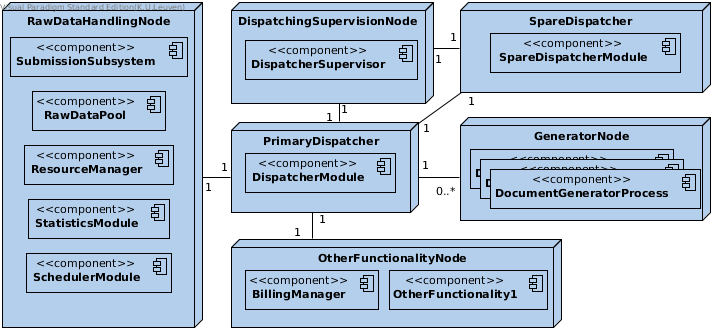 Visual Paradigm Standard Edition(K.U.Leuven)
RawDataHandlingNode
<<component>>
SubmissionSubsystem
<<component>>
RawDataPool
<<component>>
ResourceManager
<<component>>
StatisticsModule
<<component>>
SchedulerModule
DispatchingSupervisionNode
<<component>>
DispatcherSupervisor
1
1
SpareDispatcher
<<component>>
SpareDispatcherModule
1
1
1
1
PrimaryDispatcher
<<component>>
DispatcherModule
1
1
1
0..*
GeneratorNode
<<component>>
DocumentGeneratorProcess
1
1
OtherFunctionalityNode
<<component>>
BillingManager
<<component>>
OtherFunctionality1